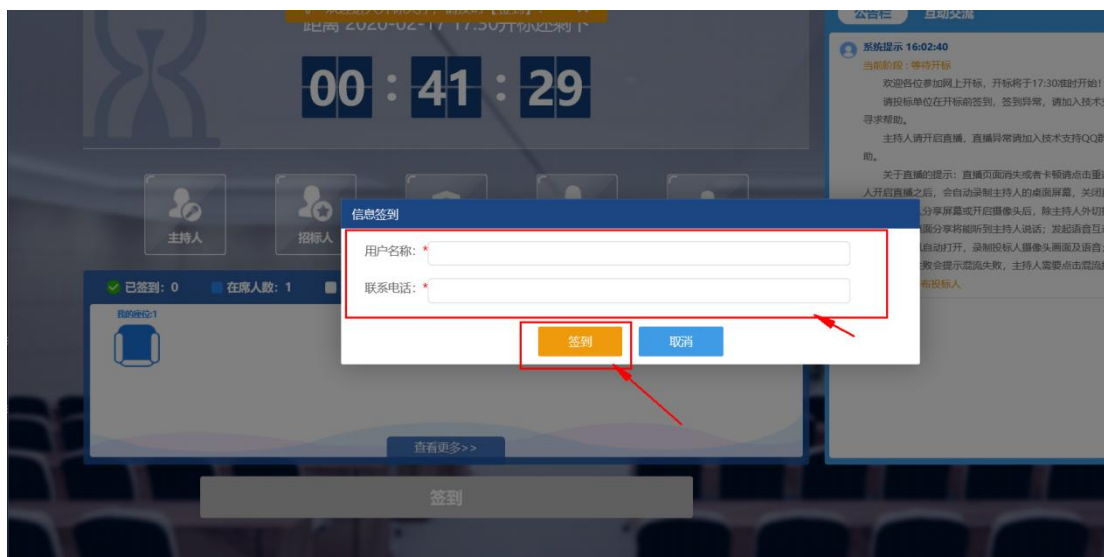 距离 2020-02-17 17:30开标还剩下
00 : 41 : 29
主持人
招标人
已签到: 0
在席人数: 1
我的座位:1
查看更多>>
签到
信息签到
用户名称: *
联系电话: *
签到
取消
公告栏
互动交流
系统提示 16:02:40
当前阶段 : 等待开标
欢迎各位参加网上开标，开标将于17:30准时开始！
请投标单位在开标前签到，签到异常，请加入技术
寻求帮助。
主持人请开启直播，直播异常请加入技术支持QQ群
助。
关于直播的提示: 直播页面消失或者卡顿请点击重
人开启直播之后，会自动录制主持人的桌面屏幕，关闭
分享屏幕或开启摄像头后，除主持人外切
面分享将能听到主持人说话; 发起语音互
自动打开，录制投标人摄像头画面及语音;
败会提示混流失败，主持人需要点击混流
布投标人